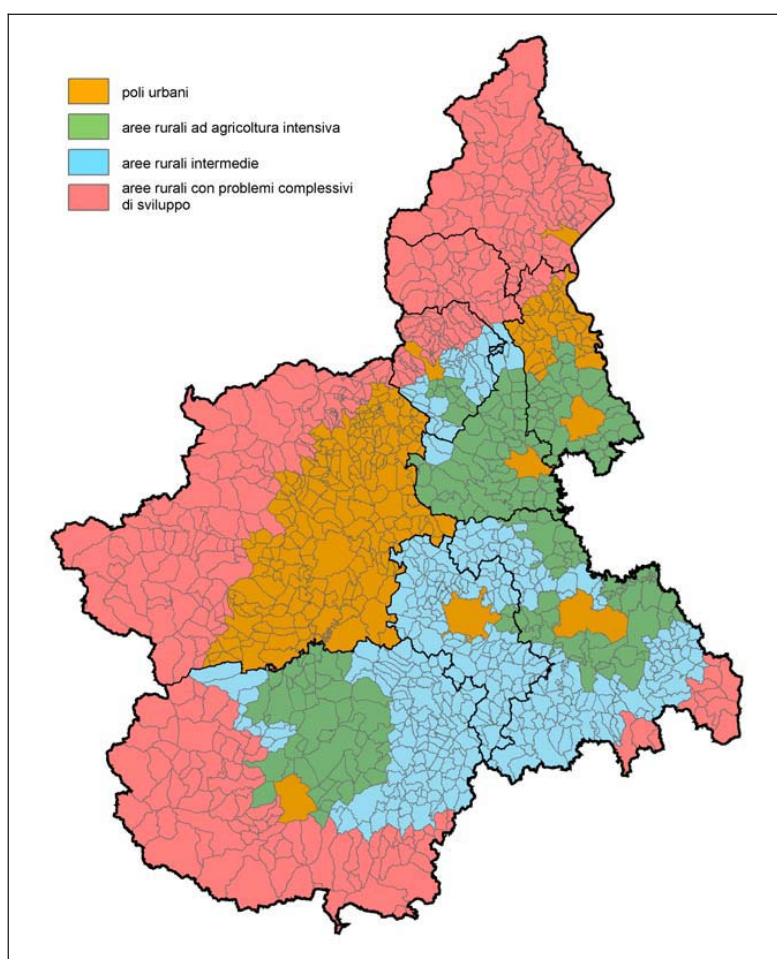 poli urbani
aree rurali ad agricoltura intensiva
aree rurali intermedie
aree rurali con problemi complessivi
di sviluppo